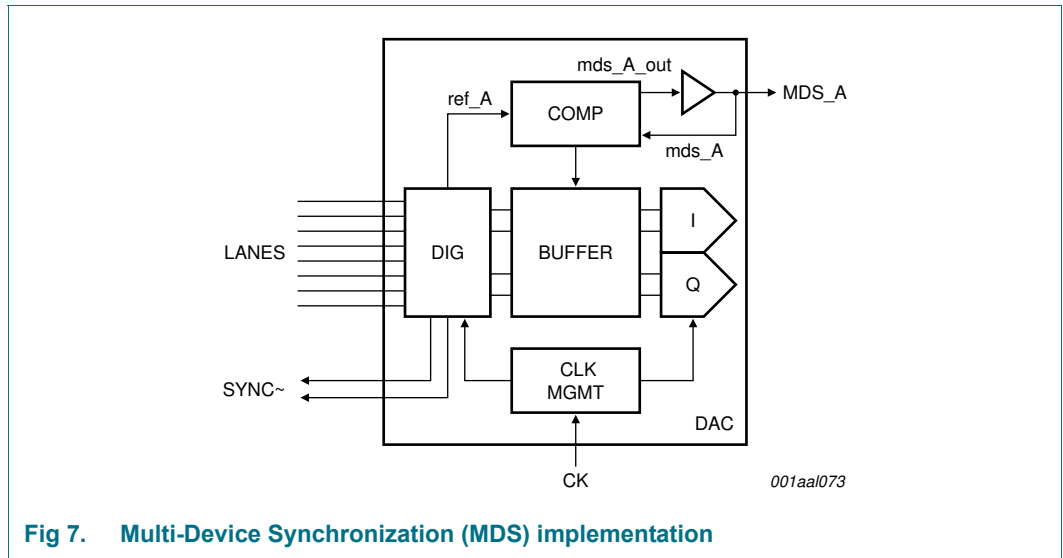 mds_A_out
MDS_A
ref_A
COMP
mds_A
LANES
DIG
BUFFER
I
Q
SYNC~
CLK
MGMT
DAC
CK
001aal073
Fig 7. Multi-Device Synchronization (MDS) implementation